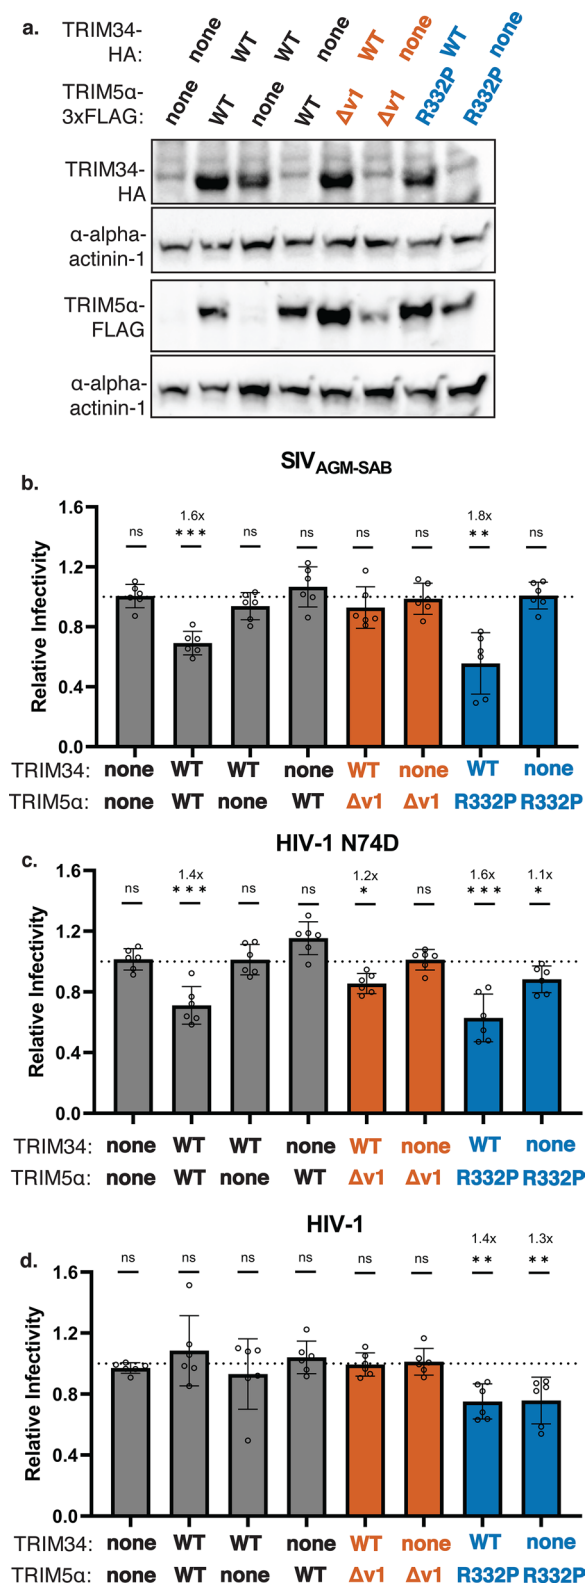 a.
TRIM34-HA: none WT WT none WT none WT none
TRIM5α-3xFLAG: none WT none WT Δv1 Δv1 R332P R332P
TRIM34-
HA
α-alpha-
actinin-1
TRIM5α-
FLAG
α-alpha-
actinin-1
SIVAGM-SAB
b.
1.6x 1.8x
ns *** ns ns ns ns ** ns
Relative Infectivity
1.6
1.2
0.8
0.4
0.0
TRIM34: none WT WT none WT none WT none
TRIM5α: none WT none WT Δv1 Δv1 R332P R332P
HIV-1 N74D
c.
1.4x 1.2x 1.6x 1.1x
ns *** ns ns * ns *** *
Relative Infectivity
1.6
1.2
0.8
0.4
0.0
TRIM34: none WT WT none WT none WT none
TRIM5α: none WT none WT Δv1 Δv1 R332P R332P
HIV-1
d.
1.4x 1.3x
ns ns ns ns ns ns ** **
Relative Infectivity
1.6
1.2
0.8
0.4
0.0
TRIM34: none WT WT none WT none WT none
TRIM5α: none WT none WT Δv1 Δv1 R332P R332P